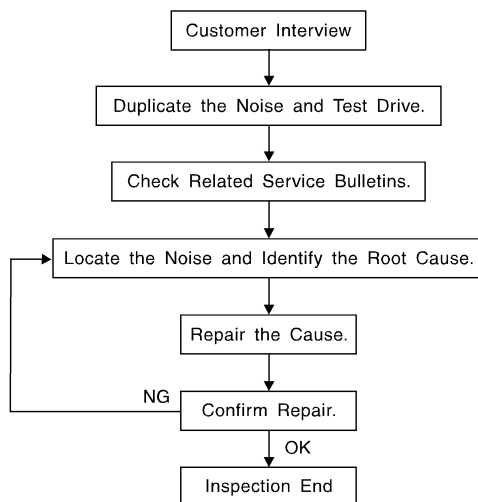 Customer Interview
Duplicate the Noise and Test Drive.
Check Related Service Bulletins.
Locate the Noise and Identify the Root Cause.
Repair the Cause.
NG
Confirm Repair.
OK
Inspection End